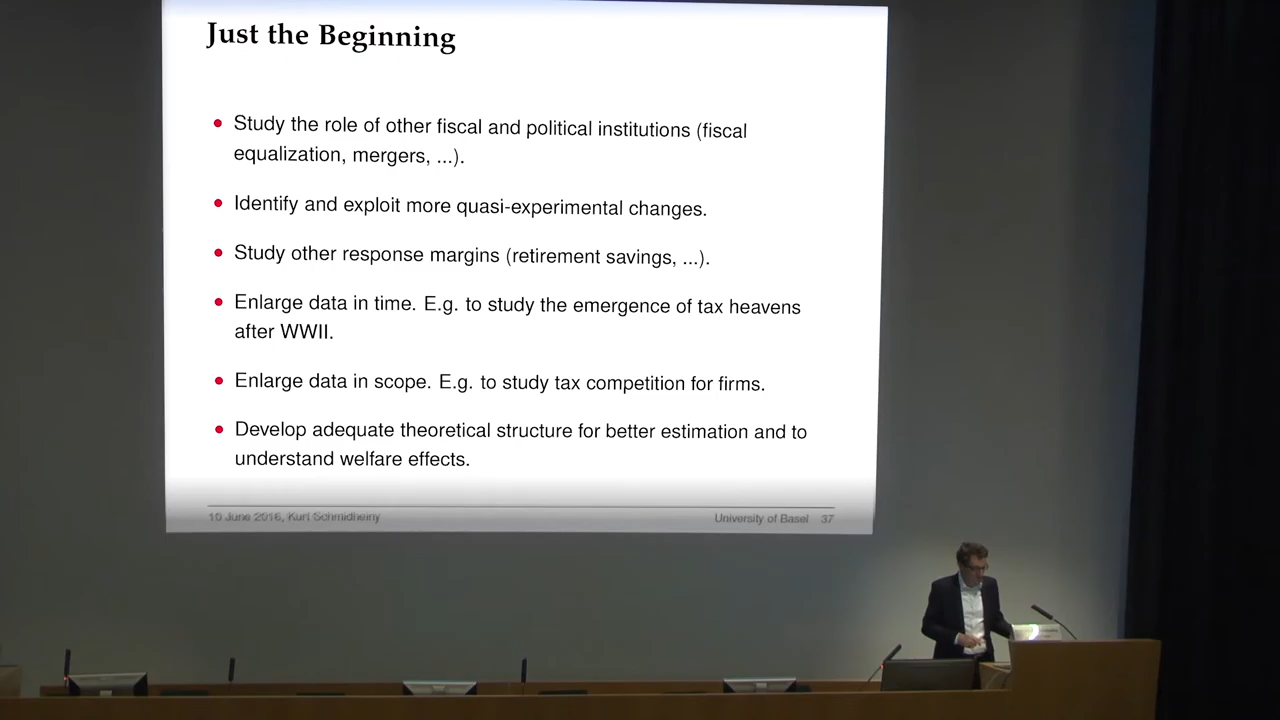 Just the Beginning
Study the role of other fiscal and political institutions (fiscal
equalization, mergers, ...).
Identify and exploit more quasi-experimental changes.
Study other response margins (retirement savings, ...).
Enlarge data in time. E.g. to study the emergence of tax heavens
after WWII.
Enlarge data in scope. E.g. to study tax competition for firms.
Develop adequate theoretical structure for better estimation and to
understand welfare effects.
10 June 2016, Kurt Schmidheiny
University of Basel 37